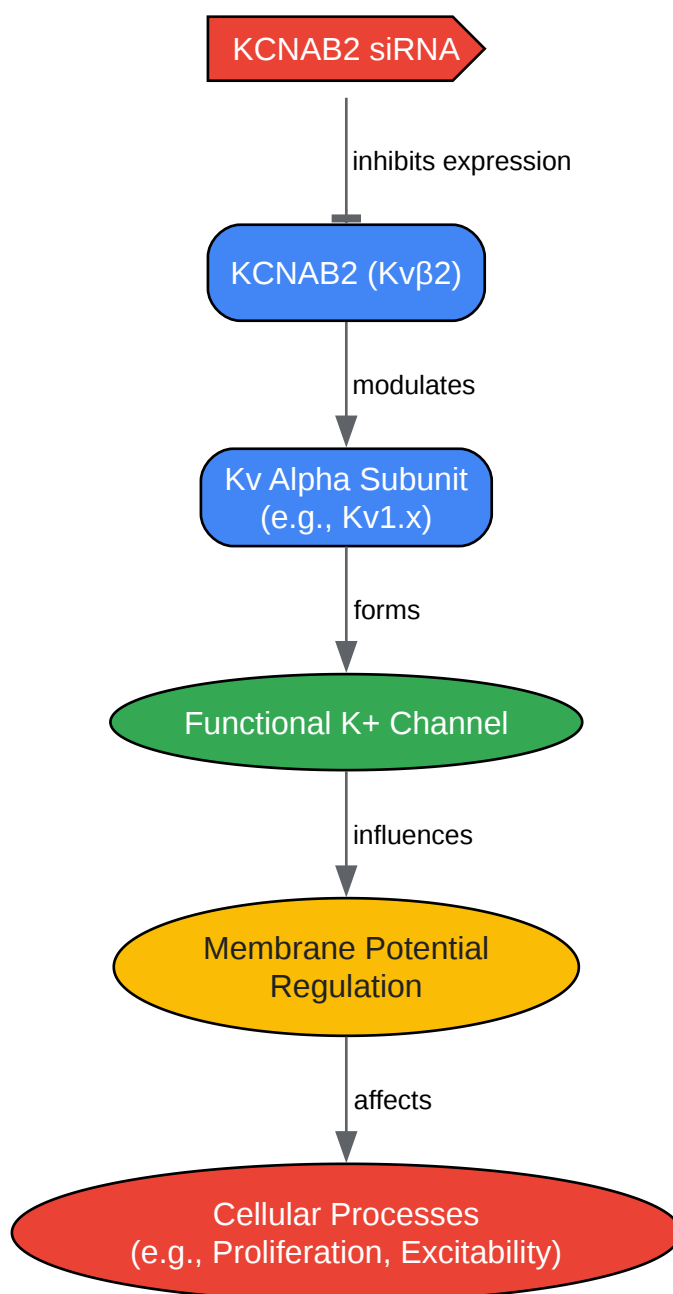 KCNAB2 siRNA
inhibits expression
KCNAB2 (Kvβ2)
modulates
Kv Alpha Subunit
(e.g., Kv1.x)
forms
Functional K+ Channel
influences
Membrane Potential
Regulation
affects
Cellular Processes
(e.g., Proliferation, Excitability)